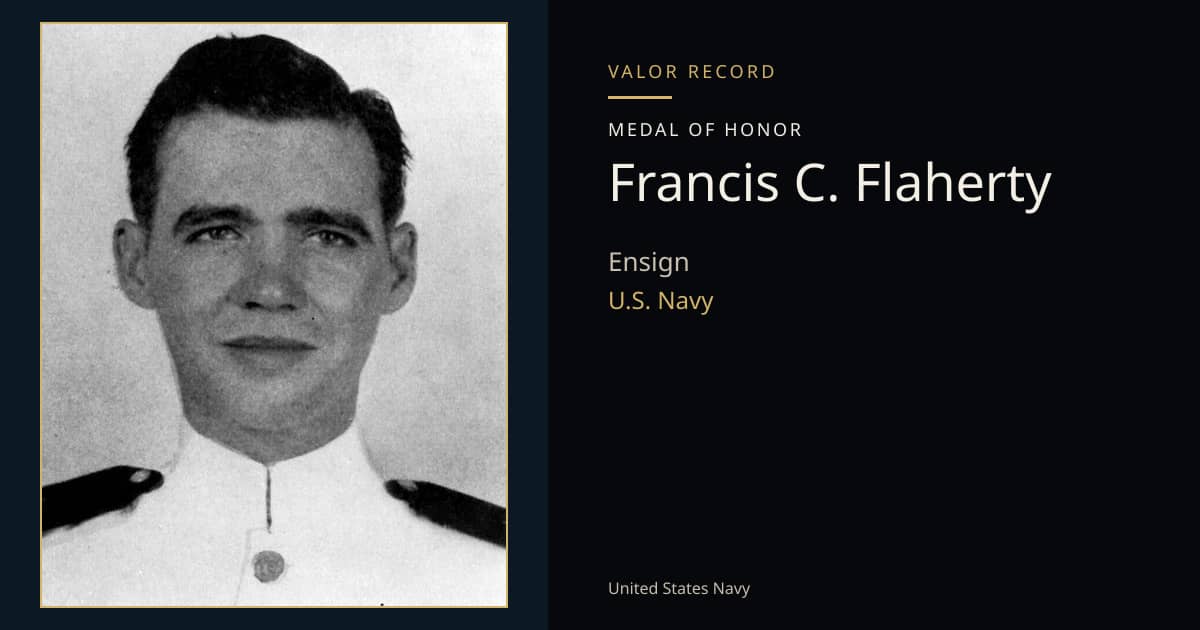 VALOR RECORD
MEDAL OF HONOR
Francis C. Flaherty
Ensign
U.S. Navy
United States Navy